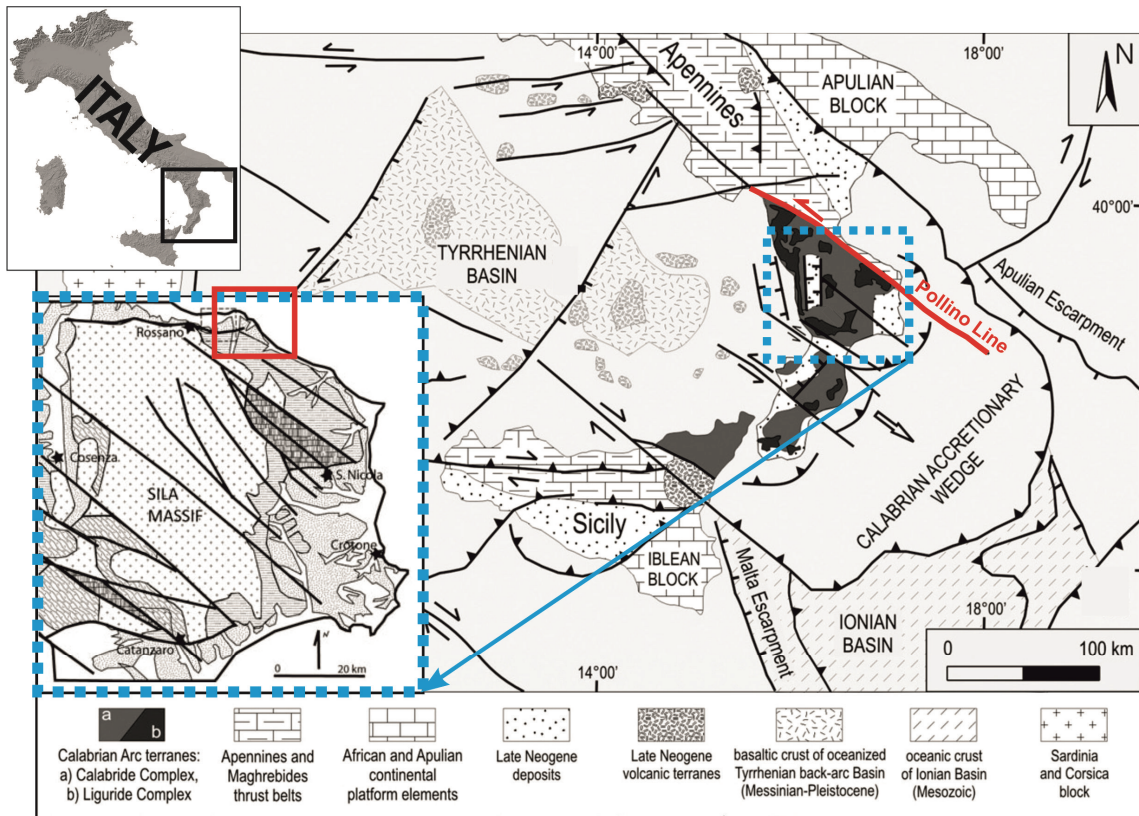 ITALY
14°00'
18°00'
N
Apennines
APULIAN
BLOCK
40°00'
TYRRHENIAN
BASIN
Pollino Line
Apulian Escarpment
CALABRIAN ACCRETIONARY
WEDGE
Sicily
IBLEAN
BLOCK
Malta Escarpment
IONIAN
BASIN
18°00'
14°00'
0
100 km
Rossano
Cosenza
SILA
MASSIF
S. Nicola
Crotone
Catanzaro
N
0
20 km
a
b
Calabrian Arc terranes:
a) Calabride Complex,
b) Liguride Complex
Apennines and
Maghrebides
thrust belts
African and Apulian
continental
platform elements
Late Neogene
deposits
Late Neogene
volcanic terranes
basaltic crust of oceanized
Tyrrhenian back-arc Basin
(Messinian-Pleistocene)
oceanic crust
of Ionian Basin
(Mesozoic)
Sardinia
and Corsica
block